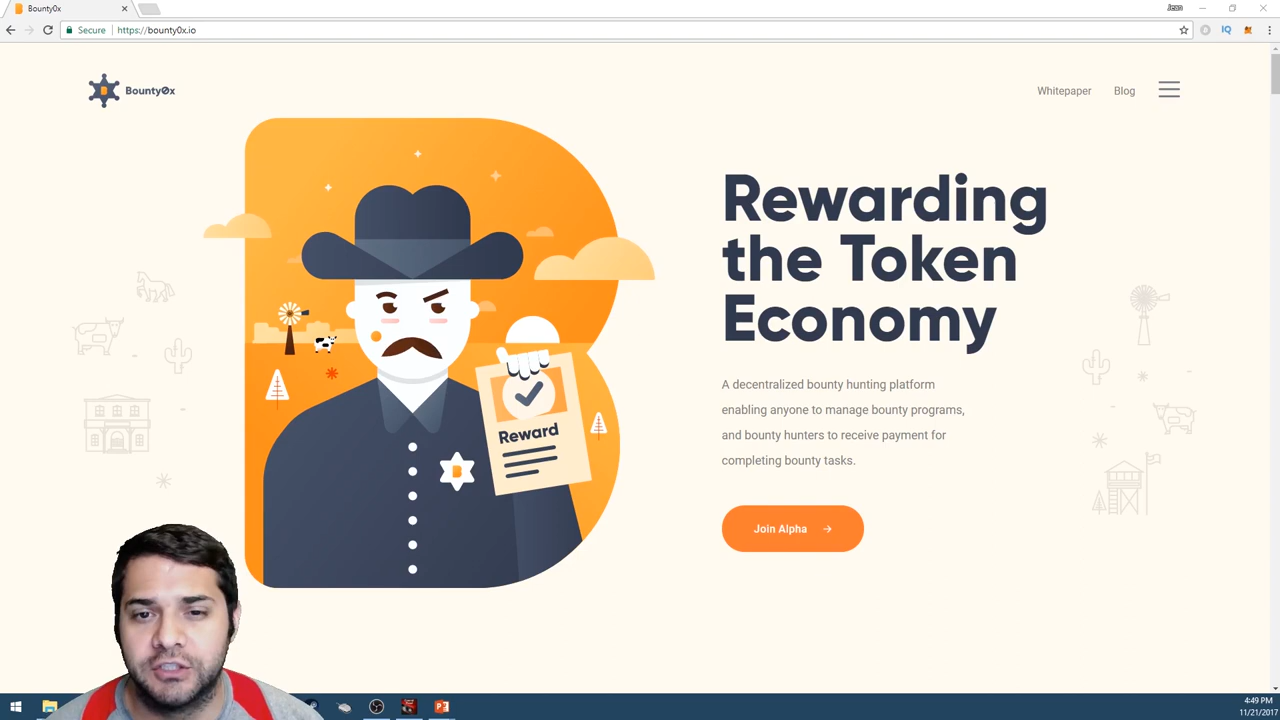 Bounty0x
Jean
Secure
https://bounty0x.io
IQ
Bounty0x
Whitepaper
Blog
Rewarding
the Token
Economy
A decentralized bounty hunting platform
enabling anyone to manage bounty programs,
and bounty hunters to receive payment for
completing bounty tasks.
Join Alpha
Reward
4:49 PM
11/21/2017